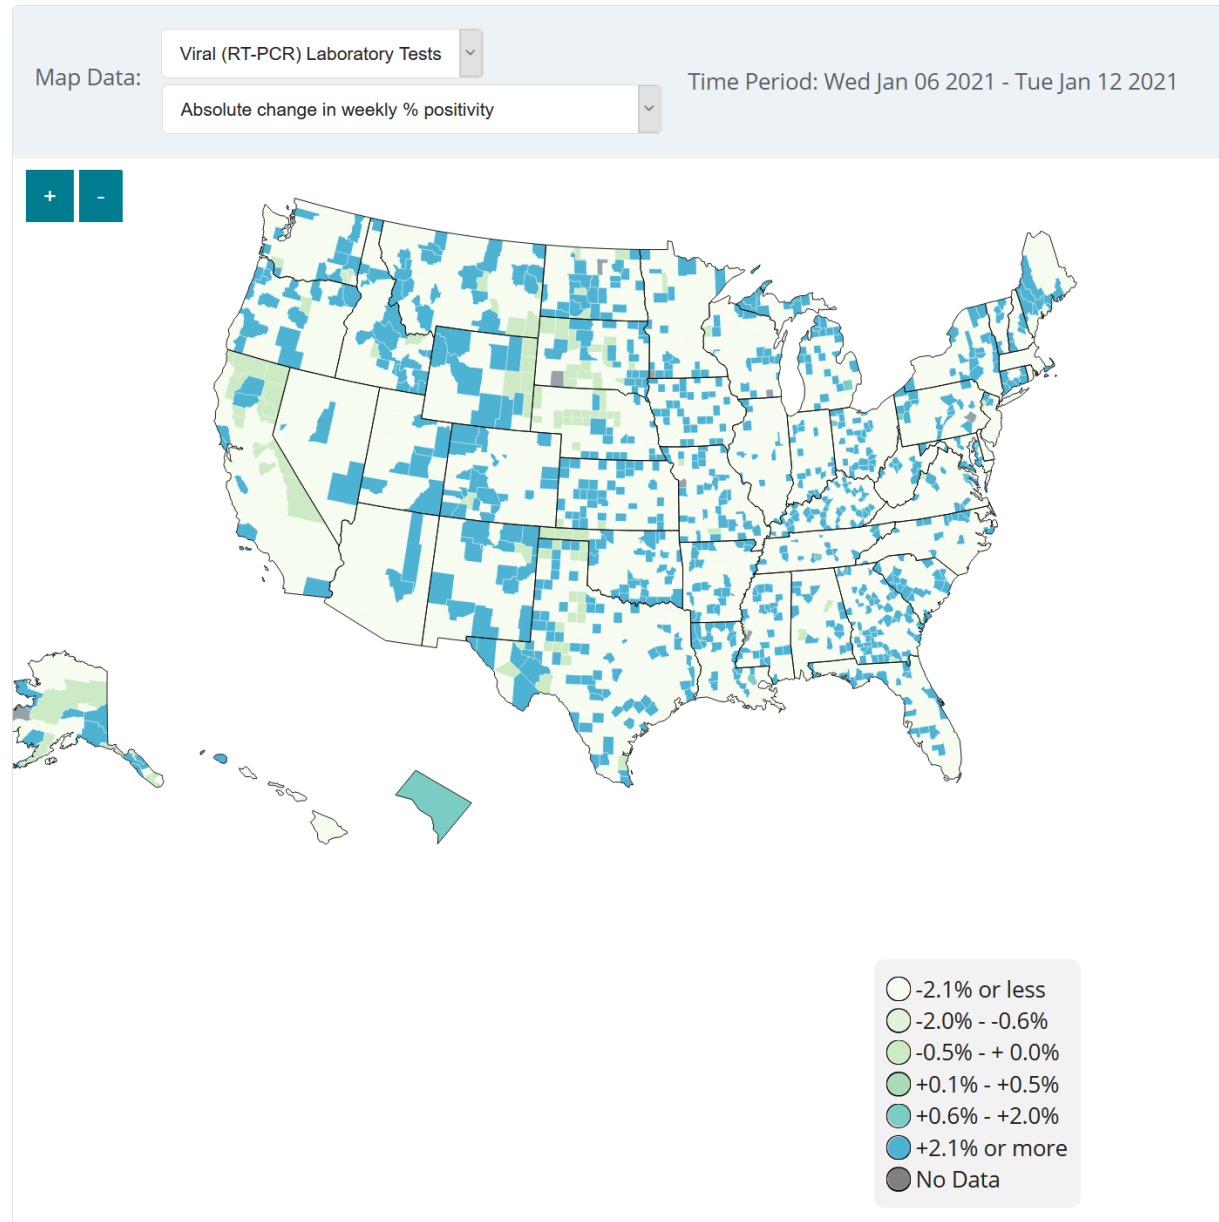 Map Data:
Viral (RT-PCR) Laboratory Tests
Absolute change in weekly % positivity
Time Period: Wed Jan 06 2021 - Tue Jan 12 2021
+ -
-2.1% or less
-2.0% - -0.6%
-0.5% - + 0.0%
+0.1% - +0.5%
+0.6% - +2.0%
+2.1% or more
No Data